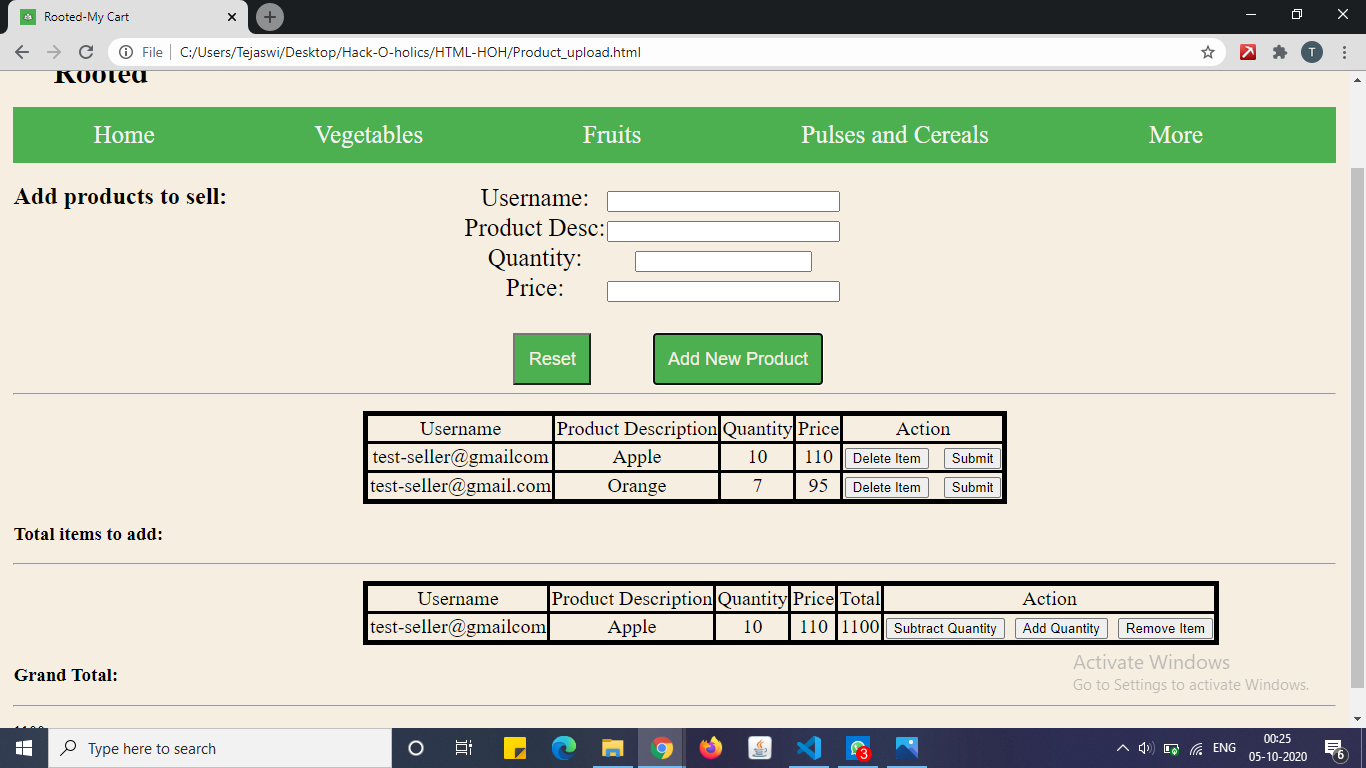 Rooted-My Cart
File C:/Users/Tejaswi/Desktop/Hack-O-holics/HTML-HOH/Product_upload.html T
Rooted
Home Vegetables Fruits Pulses and Cereals More
Add products to sell:
Username:
Product Desc:
Quantity:
Price:
Reset Add New Product
Username Product Description Quantity Price Action
test-seller@gmailcom Apple 10 110 Delete Item Submit
test-seller@gmail.com Orange 7 95 Delete Item Submit
Total items to add:
Username Product Description Quantity Price Total Action
test-seller@gmailcom Apple 10 110 1100 Subtract Quantity Add Quantity Remove Item
Grand Total:
Activate Windows
Go to Settings to activate Windows.
Type here to search 3 ENG 00:25 6
05-10-2020